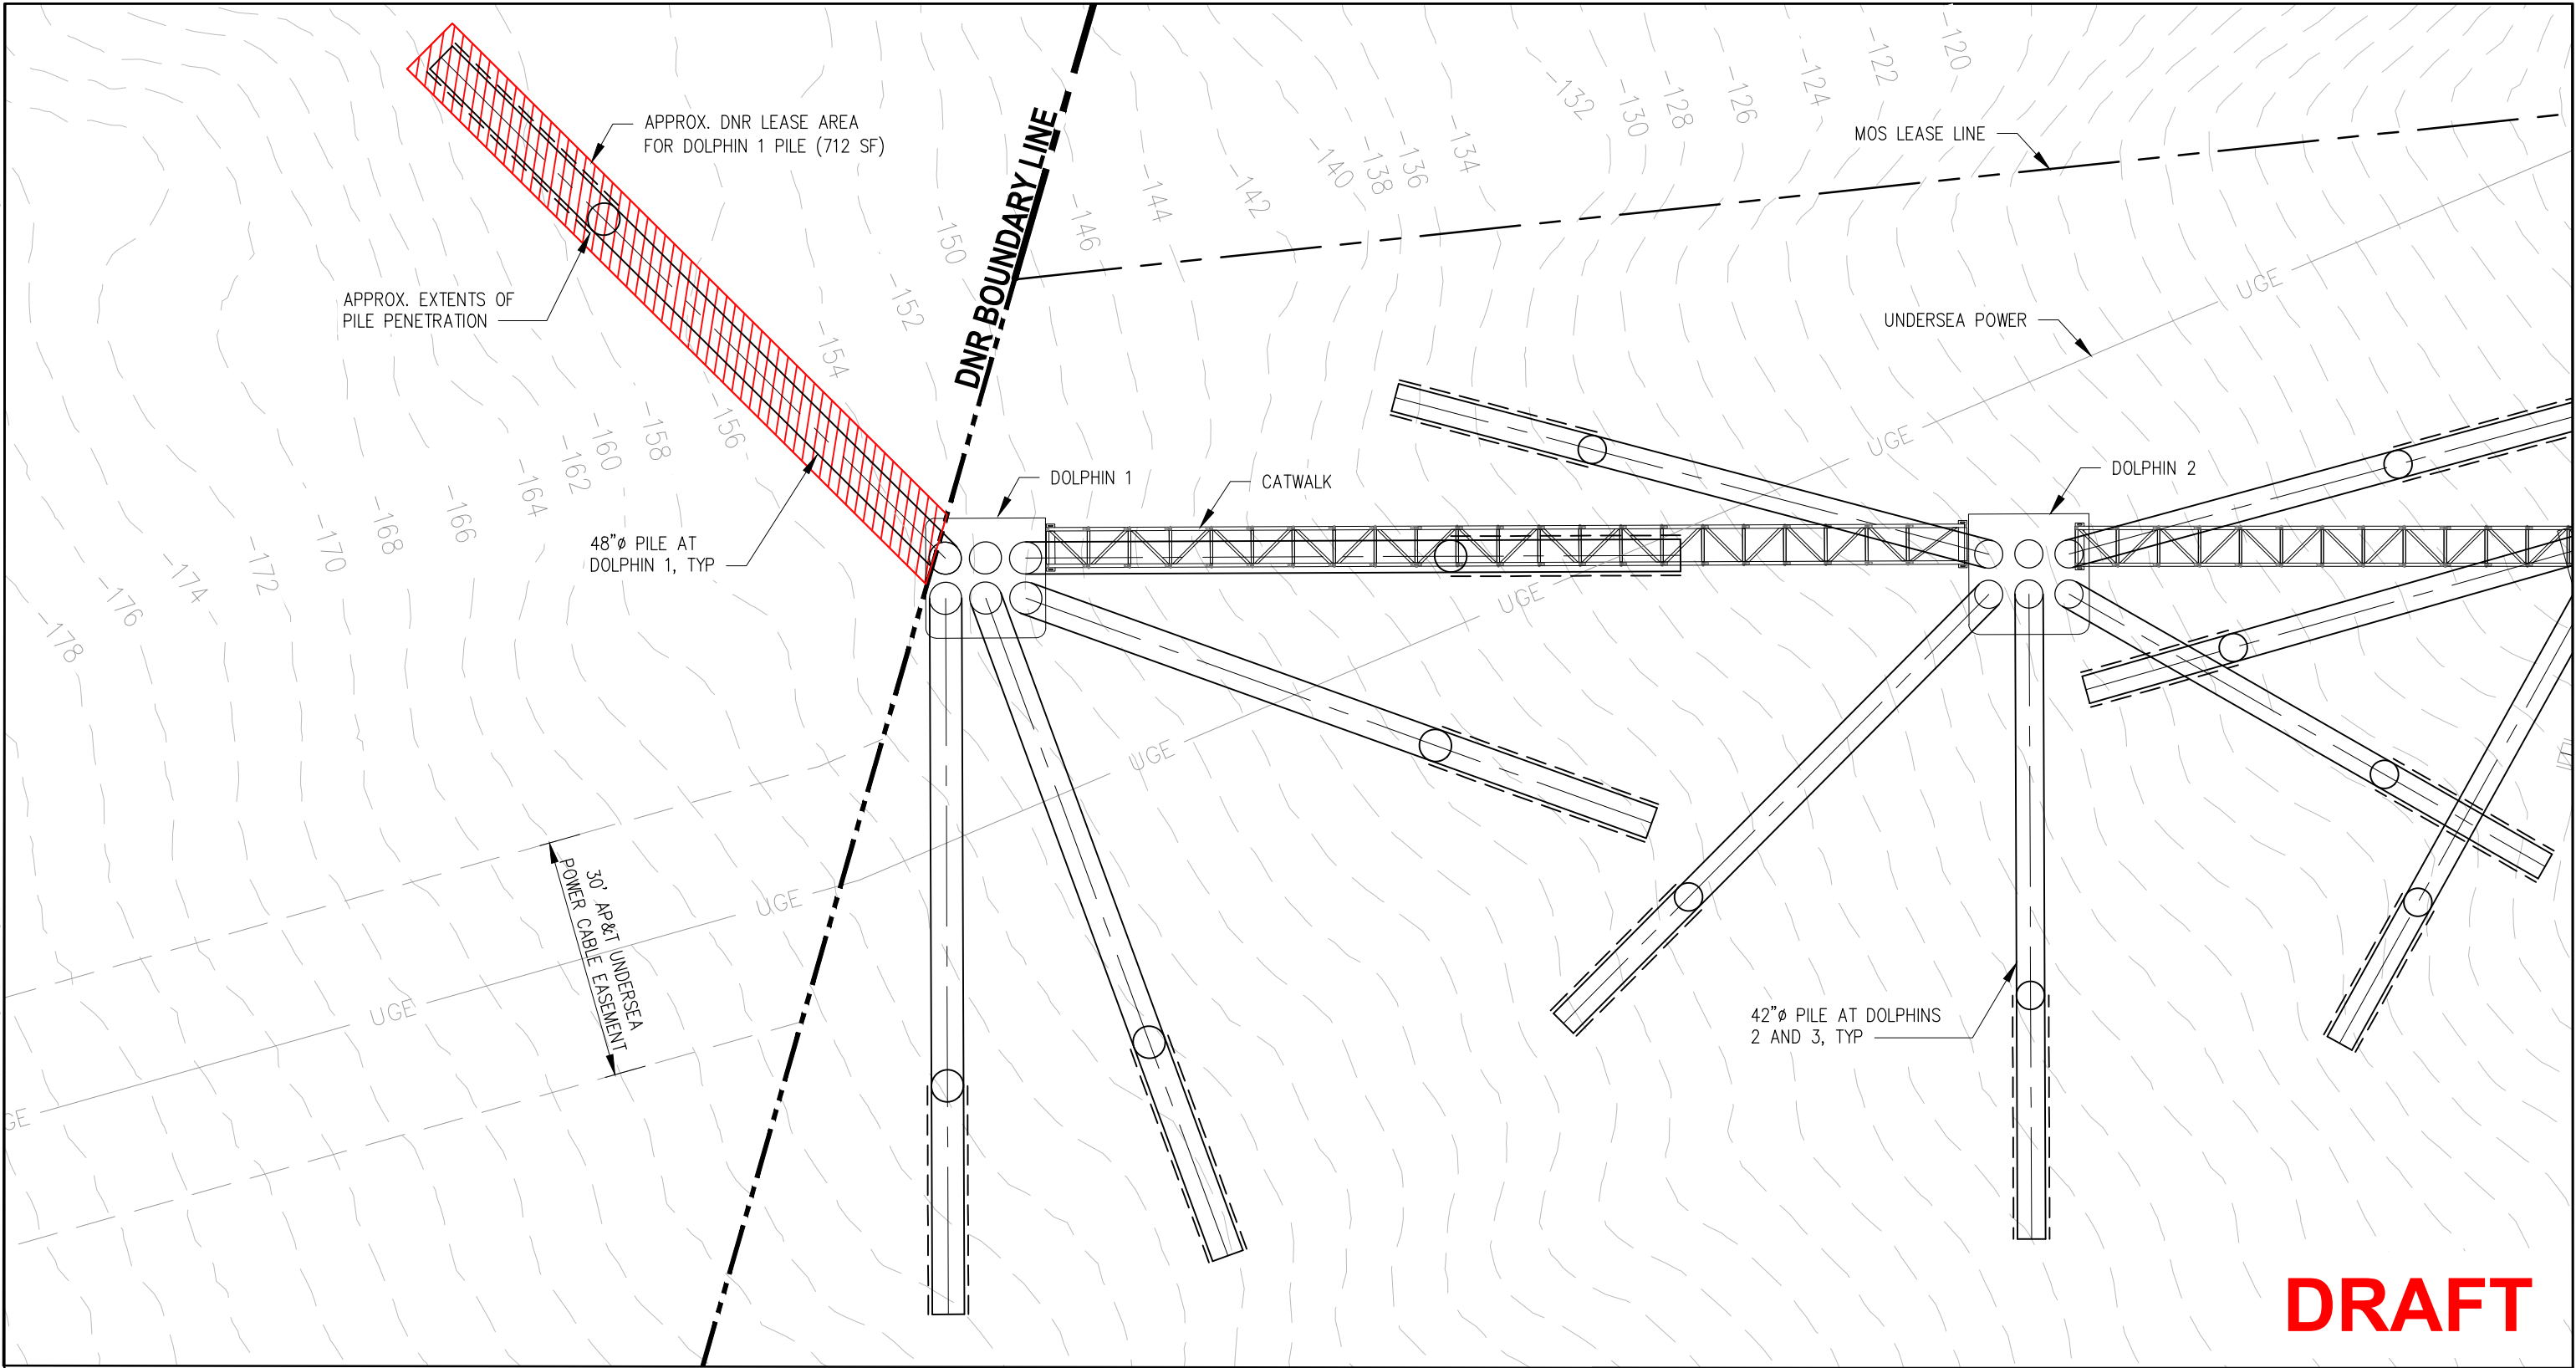 APPROX. DNR LEASE AREA
FOR DOLPHIN 1 PILE (712 SF)
DNR BOUNDARY LINE
MOS LEASE LINE
APPROX. EXTENTS OF
PILE PENETRATION
UNDERSEA POWER
DOLPHIN 1
CATWALK
DOLPHIN 2
48"ø PILE AT
DOLPHIN 1, TYP
30' AP&T UNDERSEA
POWER CABLE EASEMENT
42"ø PILE AT DOLPHINS
2 AND 3, TYP
UGE
UGE
UGE
UGE
UGE
UGE
GE
-178
-176
-174
-172
-170
-168
-166
-164
-162
-160
-158
-156
-154
-152
-150
-146
-144
-142
-140
-138
-136
-134
-132
-130
-128
-126
-124
-122
-120
DRAFT